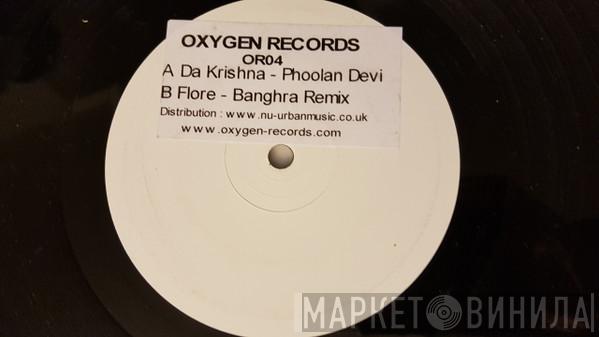 OXYGEN RECORDS
OR04
A Da Krishna - Phoolan Devi
B Flore - Banghra Remix
Distribution : www.nu-urbanmusic.co.uk
www.oxygen-records.com
МАРКЕТ ВИНИЛА